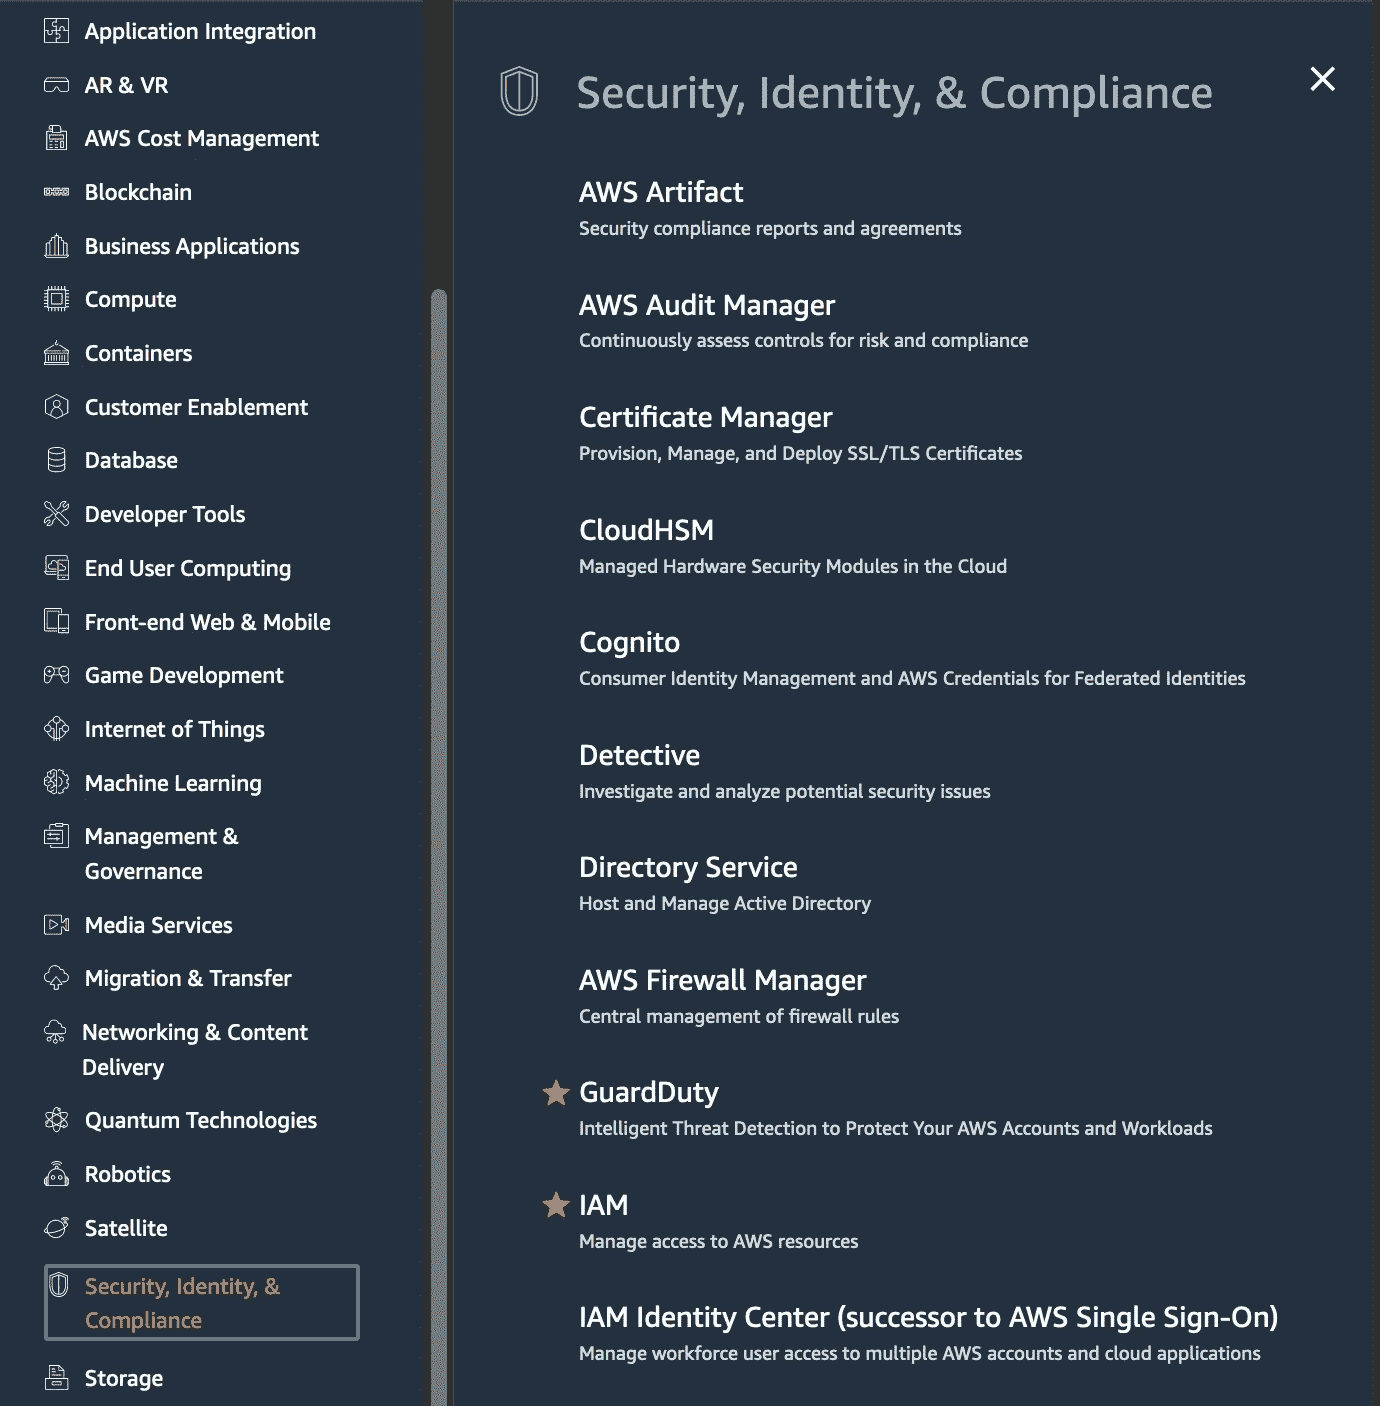 Application Integration
AR & VR
AWS Cost Management
Blockchain
Business Applications
Compute
Containers
Customer Enablement
Database
Developer Tools
End User Computing
Front-end Web & Mobile
Game Development
Internet of Things
Machine Learning
Management &
Governance
Media Services
Migration & Transfer
Networking & Content
Delivery
Quantum Technologies
Robotics
Satellite
Security, Identity, &
Compliance
Storage
Security, Identity, & Compliance
AWS Artifact
Security compliance reports and agreements
AWS Audit Manager
Continuously assess controls for risk and compliance
Certificate Manager
Provision, Manage, and Deploy SSL/TLS Certificates
CloudHSM
Managed Hardware Security Modules in the Cloud
Cognito
Consumer Identity Management and AWS Credentials for Federated Identities
Detective
Investigate and analyze potential security issues
Directory Service
Host and Manage Active Directory
AWS Firewall Manager
Central management of firewall rules
GuardDuty
Intelligent Threat Detection to Protect Your AWS Accounts and Workloads
IAM
Manage access to AWS resources
IAM Identity Center (successor to AWS Single Sign-On)
Manage workforce user access to multiple AWS accounts and cloud applications